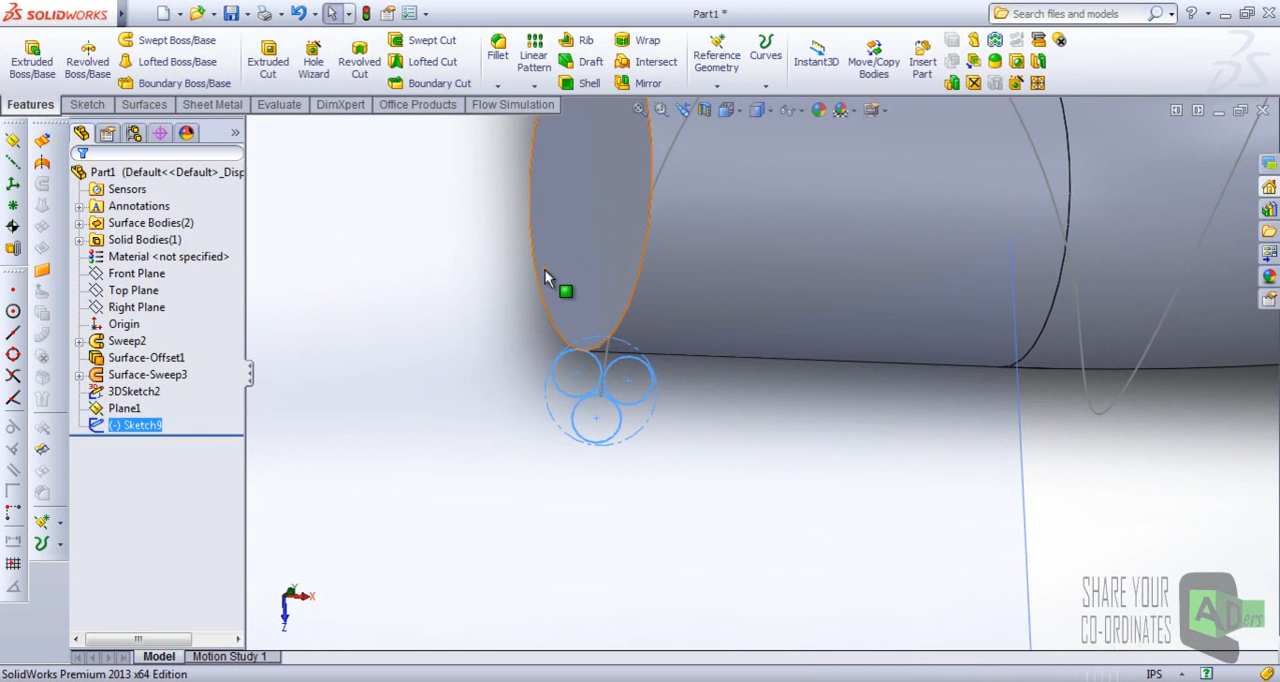 SOLIDWORKS
Part1 *
Search files and models
Extruded Boss/Base
Revolved Boss/Base
Swept Boss/Base
Lofted Boss/Base
Boundary Boss/Base
Extruded Cut
Hole Wizard
Revolved Cut
Swept Cut
Lofted Cut
Boundary Cut
Fillet
Linear Pattern
Rib
Draft
Shell
Wrap
Intersect
Mirror
Reference Geometry
Curves
Instant3D
Move/Copy Bodies
Insert Part
Features
Sketch
Surfaces
Sheet Metal
Evaluate
DimXpert
Office Products
Flow Simulation
Part1 (Default<<Default>_Disp
Sensors
Annotations
Surface Bodies(2)
Solid Bodies(1)
Material <not specified>
Front Plane
Top Plane
Right Plane
Origin
Sweep2
Surface-Offset1
Surface-Sweep3
3DSketch2
Plane1
(-) Sketch9
Y
X
Z
SHARE YOUR
CO-ORDINATES
ADers
Model
Motion Study 1
SolidWorks Premium 2013 x64 Edition
IPS